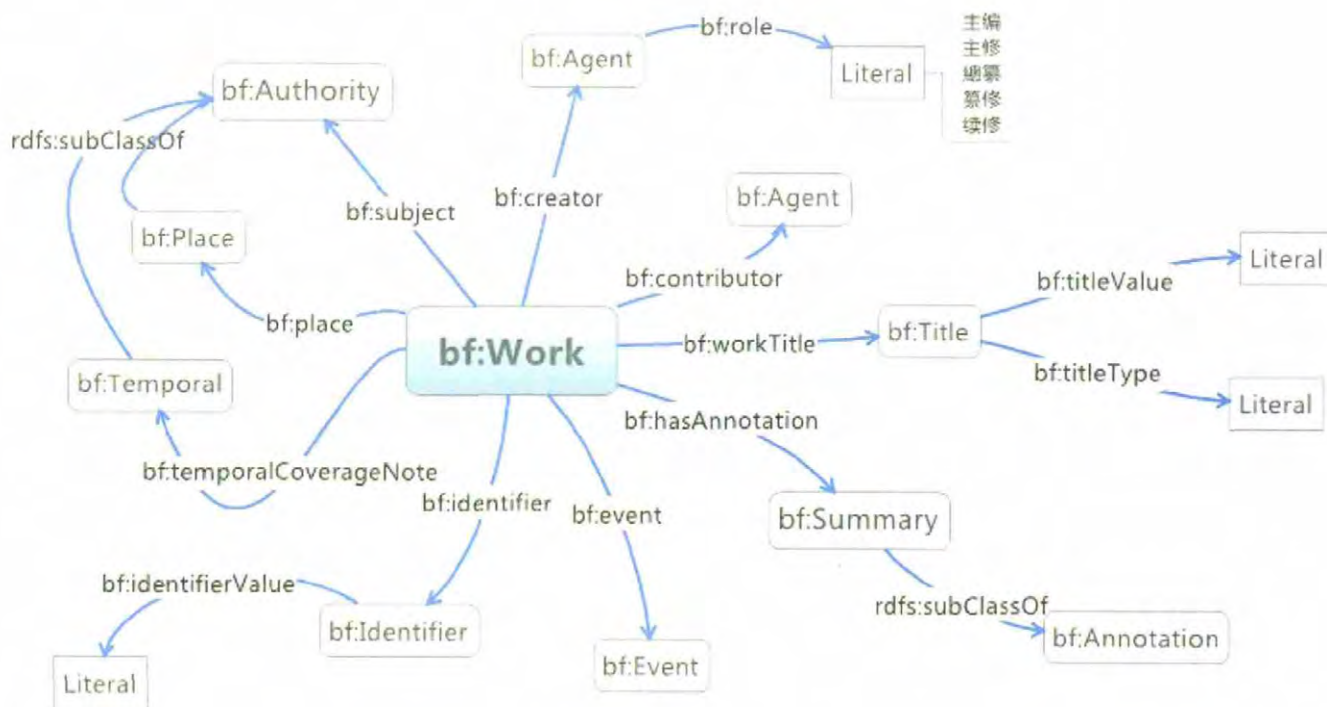 主编
主修
總纂
纂修
续修
bf:role
bf:Agent
Literal
bf:Authority
rdfs:subClassOf
bf:subject
bf:creator
bf:Agent
bf:Place
bf:contributor
Literal
bf:titleValue
bf:place
bf:Work
bf:workTitle
bf:Title
bf:titleType
bf:Temporal
Literal
bf:hasAnnotation
bf:temporalCoverageNote
bf:identifier
bf:event
bf:Summary
bf:identifierValue
rdfs:subClassOf
bf:Identifier
bf:Annotation
bf:Event
Literal